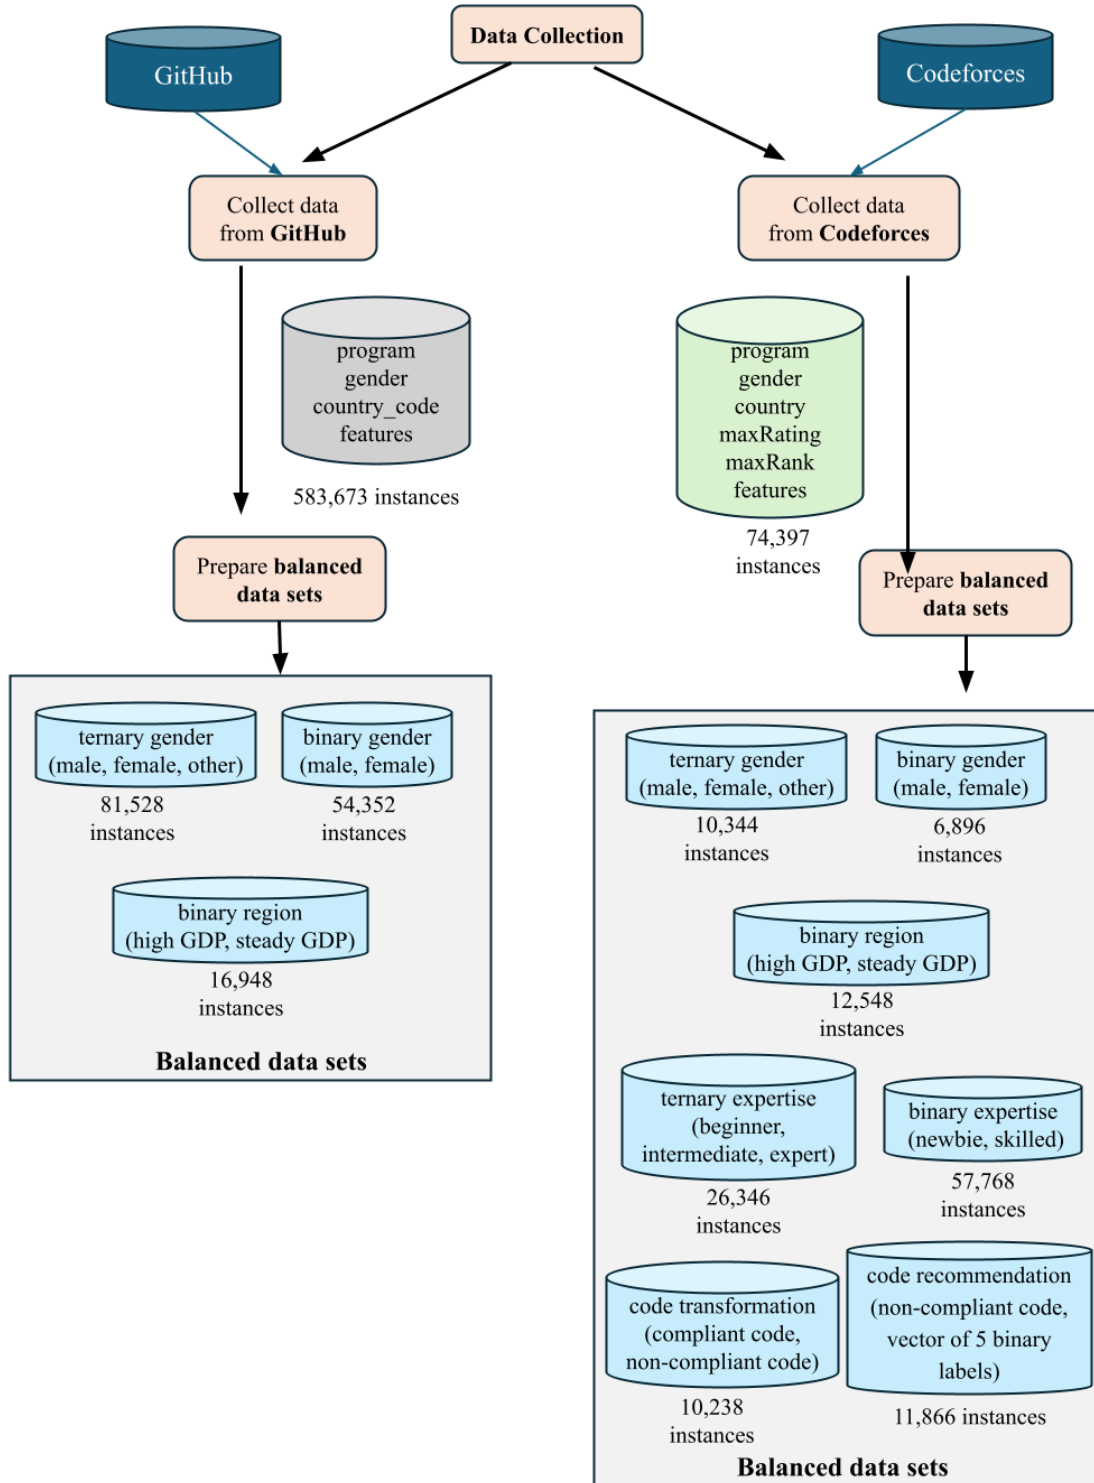 Data Collection
GitHub
Codeforces
Collect data
from GitHub
Collect data
from Codeforces
program
gender
country_code
features
583,673 instances
program
gender
country
maxRating
maxRank
features
74,397
instances
Prepare balanced
data sets
Prepare balanced
data sets
ternary gender
(male, female, other)
81,528
instances
binary gender
(male, female)
54,352
instances
binary region
(high GDP, steady GDP)
16,948
instances
Balanced data sets
ternary gender
(male, female, other)
10,344
instances
binary gender
(male, female)
6,896
instances
binary region
(high GDP, steady GDP)
12,548
instances
ternary expertise
(beginner,
intermediate, expert)
26,346
instances
binary expertise
(newbie, skilled)
57,768
instances
code transformation
(compliant code,
non-compliant code)
10,238
instances
code recommendation
(non-compliant code,
vector of 5 binary
labels)
11,866 instances
Balanced data sets